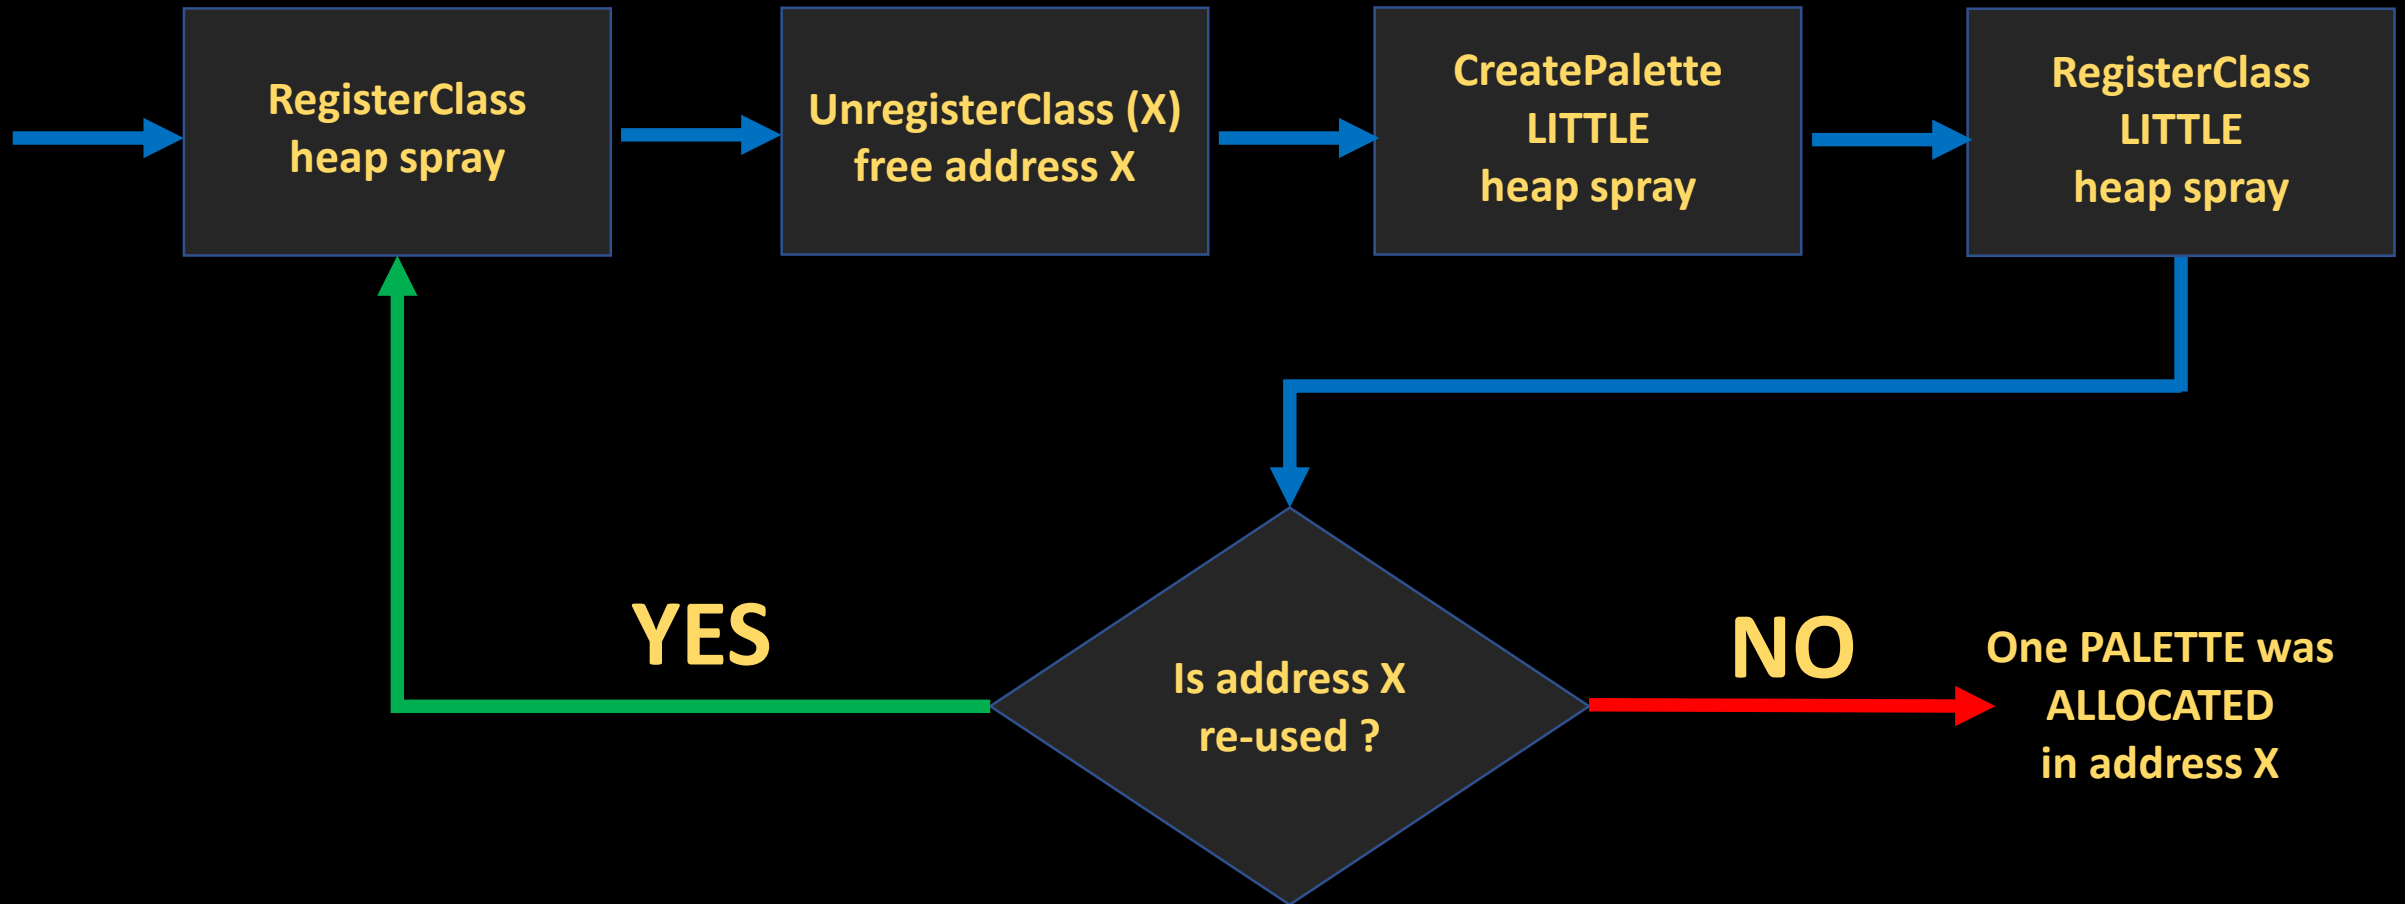 RegisterClass
heap spray
UnregisterClass (X)
free address X
CreatePalette
LITTLE
heap spray
RegisterClass
LITTLE
heap spray
YES
Is address X
re-used ?
NO
One PALETTE was
ALLOCATED
in address X